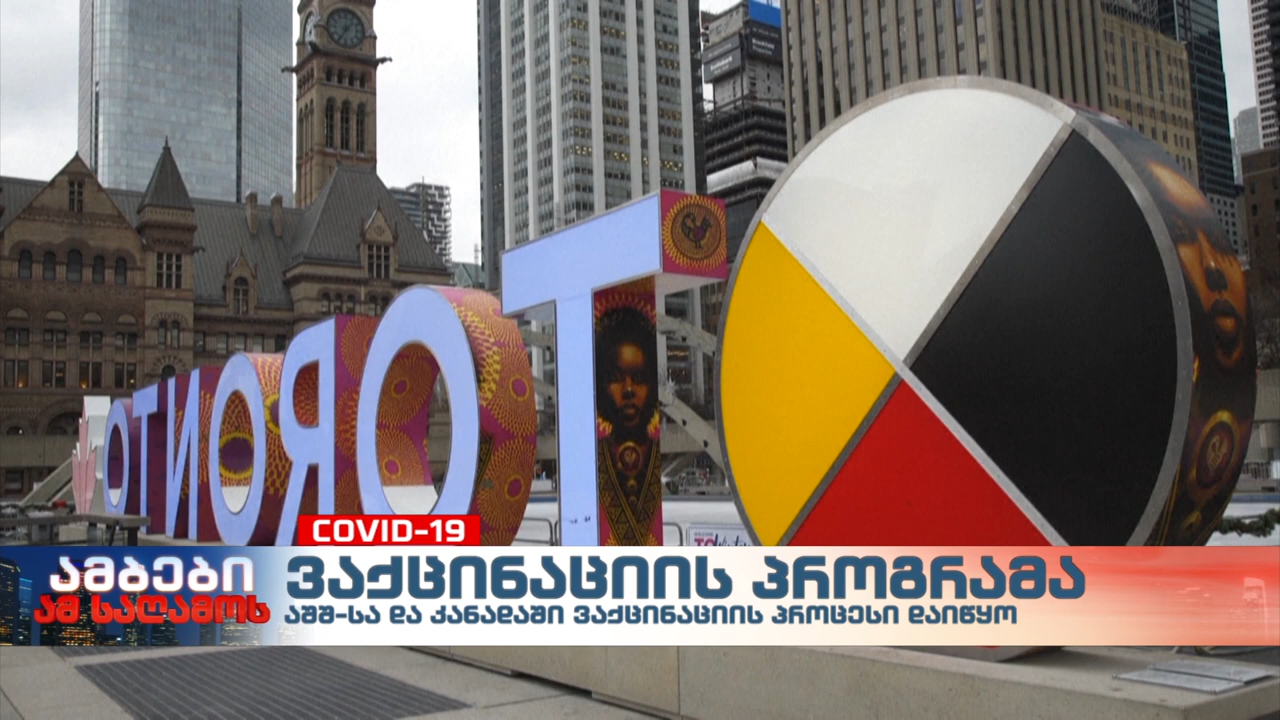 TORONTO
COVID-19
ამბები
ამ საღამოს
ვაქცინაციის პროგრამა
აშშ-სა და კანადაში ვაქცინაციის პროცესი დაიწყო